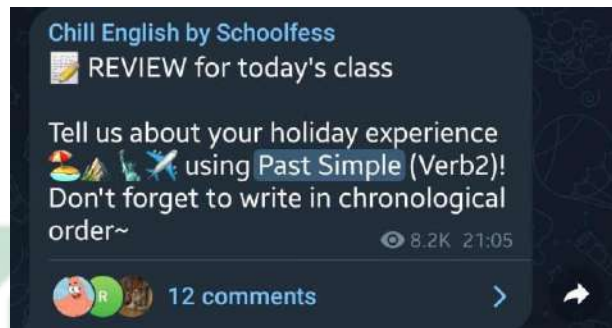 Chill English by Schoolfess
📝 REVIEW for today's class
Tell us about your holiday experience
🏖️🏔️🗽✈️ using Past Simple (Verb2)!
Don't forget to write in chronological
order~
8.2K 21:05
R
12 comments